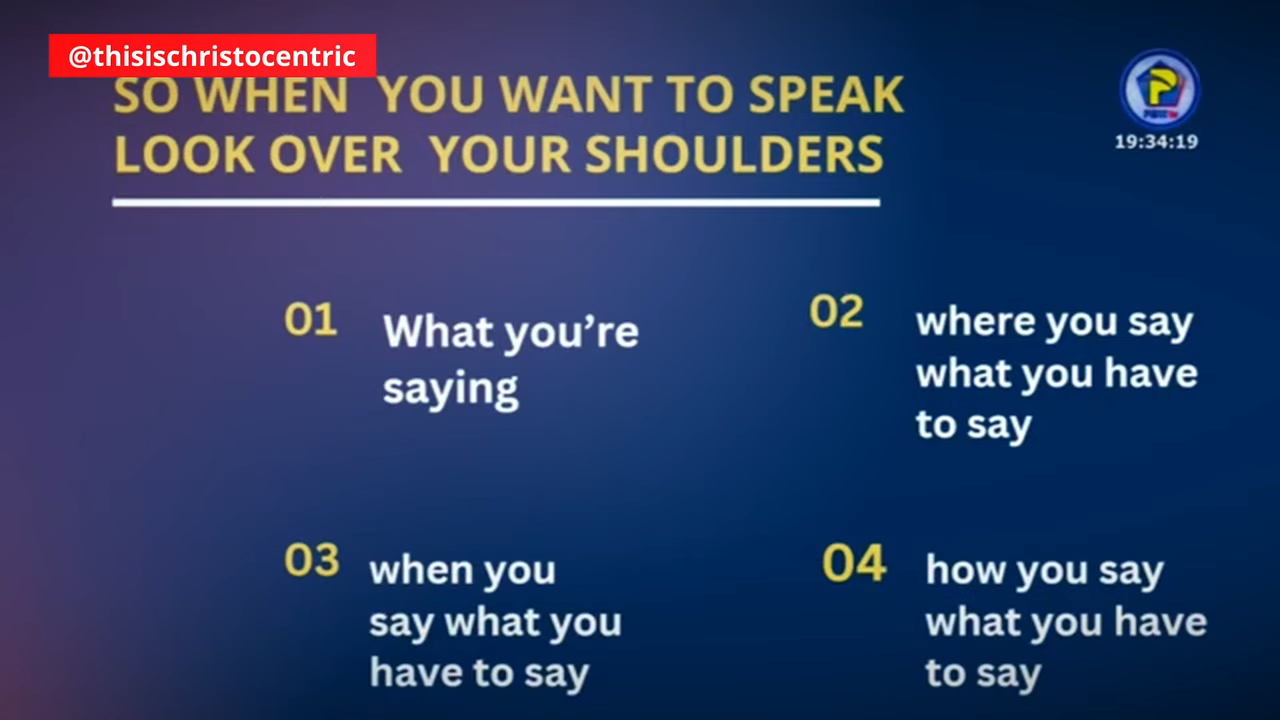 @thisischristocentric
SO WHEN YOU WANT TO SPEAK
LOOK OVER YOUR SHOULDERS
19:34:19
01
What you're
saying
02
where you say
what you have
to say
03
when you
say what you
have to say
04
how you say
what you have
to say